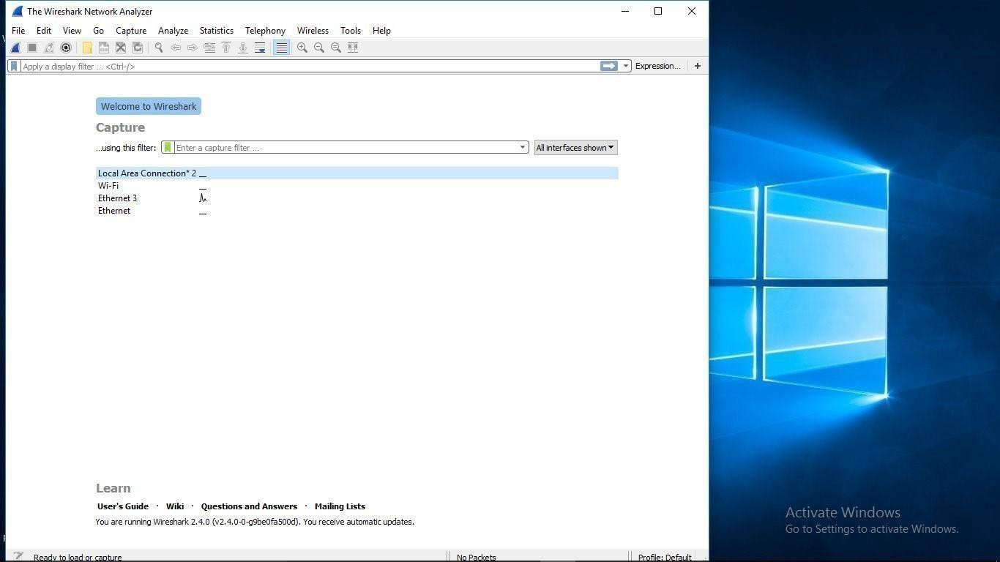 The Wireshark Network Analyzer
File Edit View Go Capture Analyze Statistics Telephony Wireless Tools Help
Apply a display filter ... <Ctrl-/> Expression... +
Welcome to Wireshark
Capture
...using this filter: Enter a capture filter ... All interfaces shown
Local Area Connection* 2
Wi-Fi
Ethernet 3
Ethernet
Learn
User's Guide · Wiki · Questions and Answers · Mailing Lists
You are running Wireshark 2.4.0 (v2.4.0-0-g9be0fa500d). You receive automatic updates.
Activate Windows
Go to Settings to activate Windows.
Ready to load or capture No Packets Profile: Default